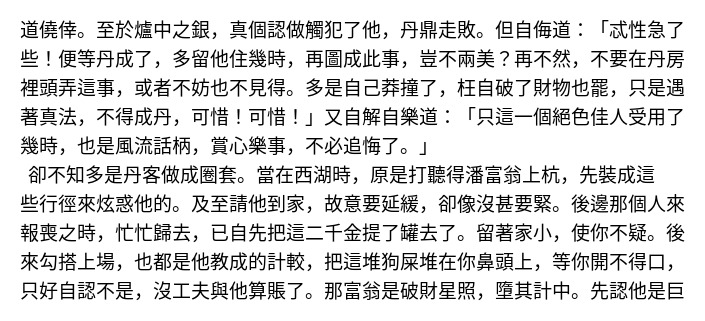 道僥倖。至於爐中之銀，真個認做觸犯了他，丹鼎走敗。但自侮道：「忒性急了
些！便等丹成了，多留他住幾時，再圖成此事，豈不兩美？再不然，不要在丹房
裡頭弄這事，或者不妨也不見得。多是自己莽撞了，枉自破了財物也罷，只是遇
著真法，不得成丹，可惜！可惜！」又自解自樂道：「只這一個絕色佳人受用了
幾時，也是風流話柄，賞心樂事，不必追悔了。」
卻不知多是丹客做成圈套。當在西湖時，原是打聽得潘富翁上杭，先裝成這
些行徑來炫惑他的。及至請他到家，故意要延緩，卻像沒甚要緊。後邊那個人來
報喪之時，忙忙歸去，已自先把這二千金提了罐去了。留著家小，使你不疑。後
來勾搭上場，也都是他教成的計較，把這堆狗屎堆在你鼻頭上，等你開不得口，
只好自認不是，沒工夫與他算賬了。那富翁是破財星照，墮其計中。先認他是巨